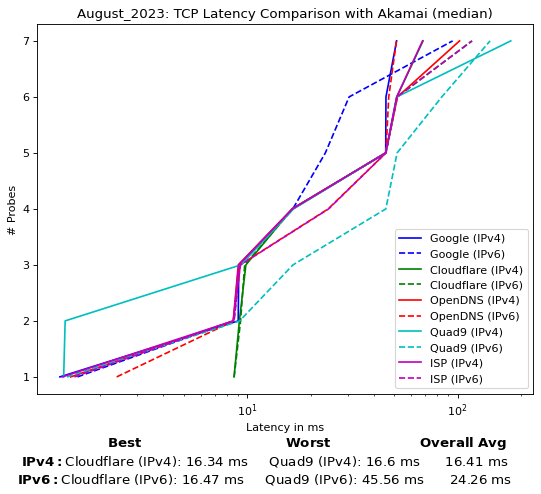 August_2023: TCP Latency Comparison with Akamai (median)
7
6
5
4
3
2
1
# Probes
Google (IPv4)
Google (IPv6)
Cloudflare (IPv4)
Cloudflare (IPv6)
OpenDNS (IPv4)
OpenDNS (IPv6)
Quad9 (IPv4)
Quad9 (IPv6)
ISP (IPv4)
ISP (IPv6)
10¹ 10²
Latency in ms
Best Worst Overall Avg
IPv4: Cloudflare (IPv4): 16.34 ms Quad9 (IPv4): 16.6 ms 16.41 ms
IPv6: Cloudflare (IPv6): 16.47 ms Quad9 (IPv6): 45.56 ms 24.26 ms